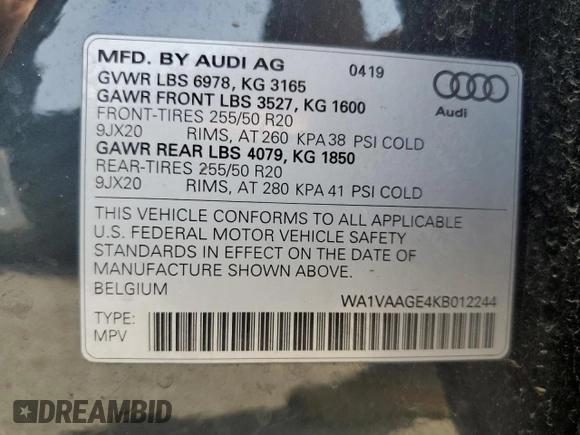 MFD. BY AUDI AG 0419
GVWR LBS 6978, KG 3165
GAWR FRONT LBS 3527, KG 1600
FRONT-TIRES 255/50 R20
9JX20 RIMS, AT 260 KPA 38 PSI COLD
GAWR REAR LBS 4079, KG 1850
REAR-TIRES 255/50 R20
9JX20 RIMS, AT 280 KPA 41 PSI COLD
Audi
THIS VEHICLE CONFORMS TO ALL APPLICABLE
U.S. FEDERAL MOTOR VEHICLE SAFETY
STANDARDS IN EFFECT ON THE DATE OF
MANUFACTURE SHOWN ABOVE.
BELGIUM WA1VAAGE4KB012244
TYPE:
MPV
DREAMBID